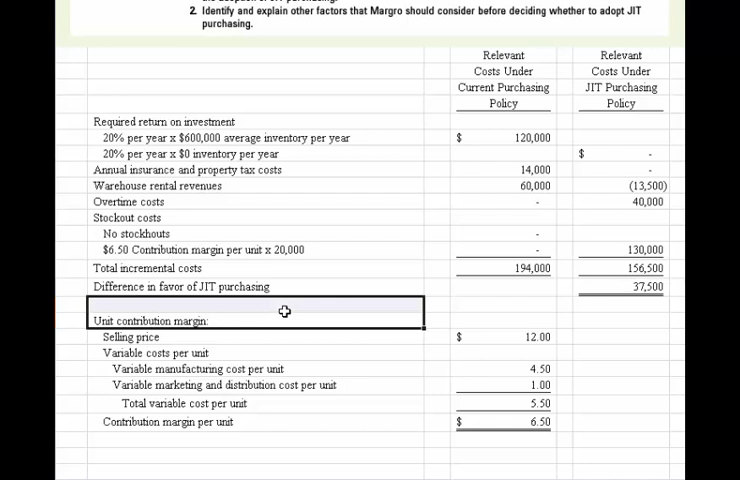 2. Identify and explain other factors that Margro should consider before deciding whether to adopt JIT
purchasing.
Relevant Relevant
Costs Under Costs Under
Current Purchasing JIT Purchasing
Policy Policy
Required return on investment
20% per year x $600,000 average inventory per year $ 120,000
20% per year x $0 inventory per year $ -
Annual insurance and property tax costs 14,000 -
Warehouse rental revenues 60,000 (13,500)
Overtime costs - 40,000
Stockout costs
No stockhouts -
$6.50 Contribution margin per unit x 20,000 - 130,000
Total incremental costs 194,000 156,500
Difference in favor of JIT purchasing 37,500
Unit contribution margin:
Selling price $ 12.00
Variable costs per unit
Variable manufacturing cost per unit 4.50
Variable marketing and distribution cost per unit 1.00
Total variable cost per unit 5.50
Contribution margin per unit $ 6.50